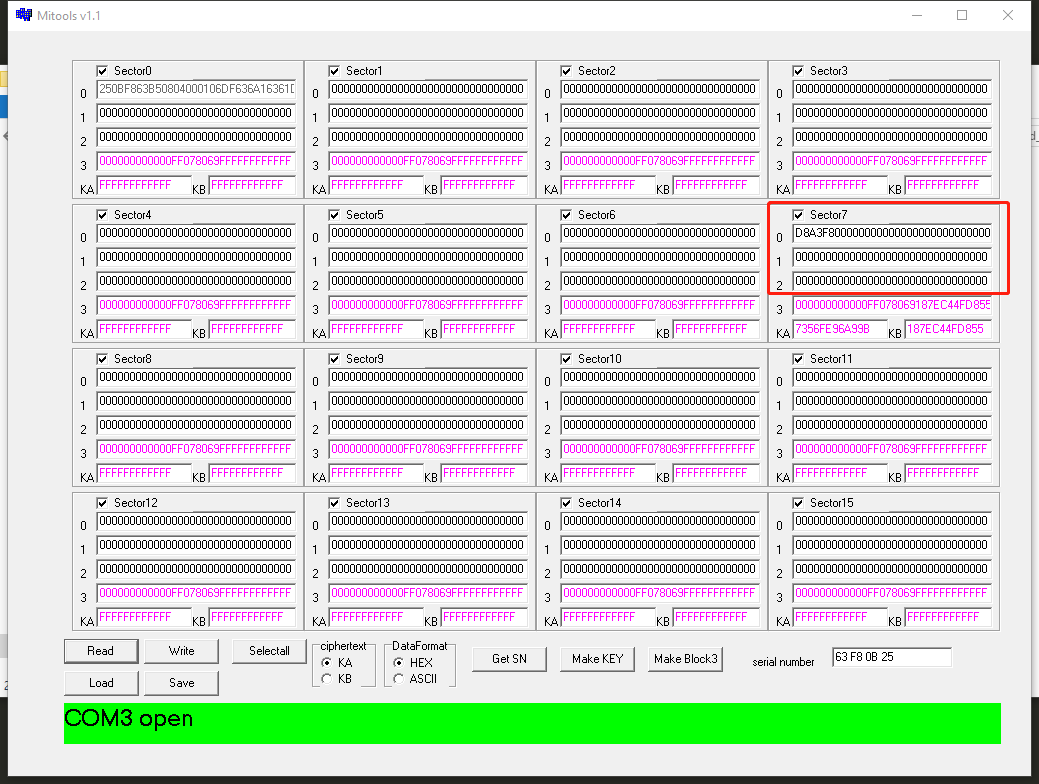 Mitools v1.1
Sector0
0 250BF863B50804000106DF636A16361D
1 00000000000000000000000000000000
2 00000000000000000000000000000000
3 000000000000FF078069FFFFFFFFFFFF
KA FFFFFFFFFFFF KB FFFFFFFFFFFF
Sector1
0 00000000000000000000000000000000
1 00000000000000000000000000000000
2 00000000000000000000000000000000
3 000000000000FF078069FFFFFFFFFFFF
KA FFFFFFFFFFFF KB FFFFFFFFFFFF
Sector2
0 00000000000000000000000000000000
1 00000000000000000000000000000000
2 00000000000000000000000000000000
3 000000000000FF078069FFFFFFFFFFFF
KA FFFFFFFFFFFF KB FFFFFFFFFFFF
Sector3
0 00000000000000000000000000000000
1 00000000000000000000000000000000
2 00000000000000000000000000000000
3 000000000000FF078069FFFFFFFFFFFF
KA FFFFFFFFFFFF KB FFFFFFFFFFFF
Sector4
0 00000000000000000000000000000000
1 00000000000000000000000000000000
2 00000000000000000000000000000000
3 000000000000FF078069FFFFFFFFFFFF
KA FFFFFFFFFFFF KB FFFFFFFFFFFF
Sector5
0 00000000000000000000000000000000
1 00000000000000000000000000000000
2 00000000000000000000000000000000
3 000000000000FF078069FFFFFFFFFFFF
KA FFFFFFFFFFFF KB FFFFFFFFFFFF
Sector6
0 00000000000000000000000000000000
1 00000000000000000000000000000000
2 00000000000000000000000000000000
3 000000000000FF078069FFFFFFFFFFFF
KA FFFFFFFFFFFF KB FFFFFFFFFFFF
Sector7
0 D8A3F800000000000000000000000000
1 00000000000000000000000000000000
2 00000000000000000000000000000000
3 000000000000FF078069187EC44FD855
KA 7356FE96A99B KB 187EC44FD855
Sector8
0 00000000000000000000000000000000
1 00000000000000000000000000000000
2 00000000000000000000000000000000
3 000000000000FF078069FFFFFFFFFFFF
KA FFFFFFFFFFFF KB FFFFFFFFFFFF
Sector9
0 00000000000000000000000000000000
1 00000000000000000000000000000000
2 00000000000000000000000000000000
3 000000000000FF078069FFFFFFFFFFFF
KA FFFFFFFFFFFF KB FFFFFFFFFFFF
Sector10
0 00000000000000000000000000000000
1 00000000000000000000000000000000
2 00000000000000000000000000000000
3 000000000000FF078069FFFFFFFFFFFF
KA FFFFFFFFFFFF KB FFFFFFFFFFFF
Sector11
0 00000000000000000000000000000000
1 00000000000000000000000000000000
2 00000000000000000000000000000000
3 000000000000FF078069FFFFFFFFFFFF
KA FFFFFFFFFFFF KB FFFFFFFFFFFF
Sector12
0 00000000000000000000000000000000
1 00000000000000000000000000000000
2 00000000000000000000000000000000
3 000000000000FF078069FFFFFFFFFFFF
KA FFFFFFFFFFFF KB FFFFFFFFFFFF
Sector13
0 00000000000000000000000000000000
1 00000000000000000000000000000000
2 00000000000000000000000000000000
3 000000000000FF078069FFFFFFFFFFFF
KA FFFFFFFFFFFF KB FFFFFFFFFFFF
Sector14
0 00000000000000000000000000000000
1 00000000000000000000000000000000
2 00000000000000000000000000000000
3 000000000000FF078069FFFFFFFFFFFF
KA FFFFFFFFFFFF KB FFFFFFFFFFFF
Sector15
0 00000000000000000000000000000000
1 00000000000000000000000000000000
2 00000000000000000000000000000000
3 000000000000FF078069FFFFFFFFFFFF
KA FFFFFFFFFFFF KB FFFFFFFFFFFF
Read Write Selectall
Load Save
ciphertext
KA
KB
DataFormat
HEX
ASCII
Get SN Make KEY Make Block3 serial number 63 F8 0B 25
COM3 open